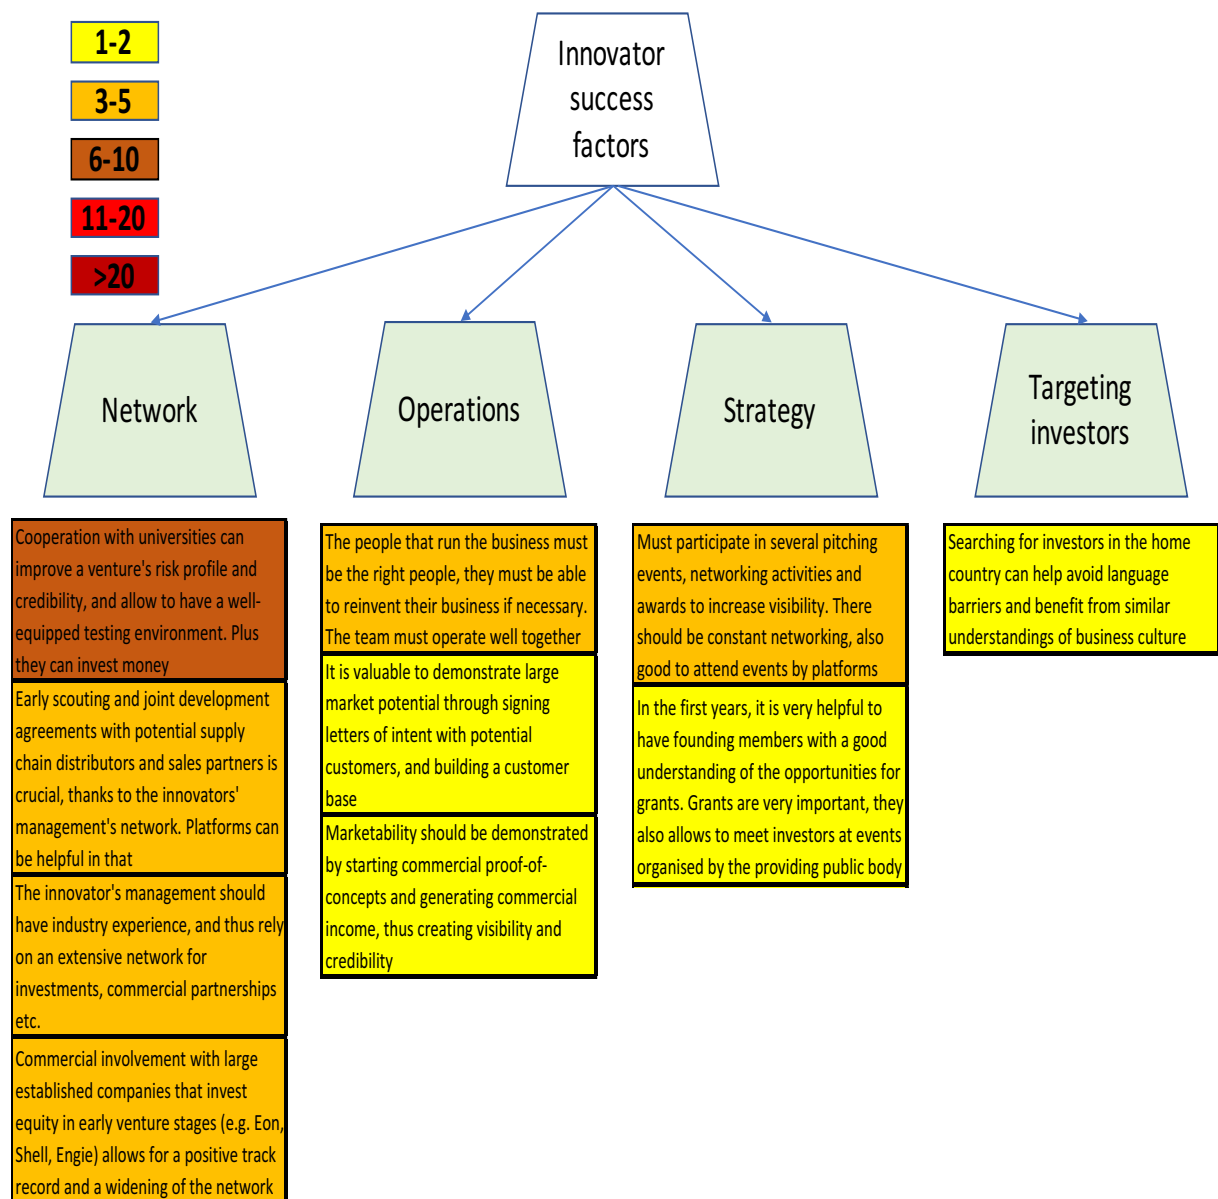 1-2
3-5
6-10
11-20
>20
Innovator
success
factors
Network
Operations
Strategy
Targeting
investors
Cooperation with universities can
improve a venture's risk profile and
credibility, and allow to have a well-
equipped testing environment. Plus
they can invest money
Early scouting and joint development
agreements with potential supply
chain distributors and sales partners is
crucial, thanks to the innovators'
management's network. Platforms can
be helpful in that
The innovator's management should
have industry experience, and thus rely
on an extensive network for
investments, commercial partnerships
etc.
Commercial involvement with large
established companies that invest
equity in early venture stages (e.g. Eon,
Shell, Engie) allows for a positive track
record and a widening of the network
The people that run the business must
be the right people, they must be able
to reinvent their business if necessary.
The team must operate well together
It is valuable to demonstrate large
market potential through signing
letters of intent with potential
customers, and building a customer
base
Marketability should be demonstrated
by starting commercial proof-of-
concepts and generating commercial
income, thus creating visibility and
credibility
Must participate in several pitching
events, networking activities and
awards to increase visibility. There
should be constant networking, also
good to attend events by platforms
In the first years, it is very helpful to
have founding members with a good
understanding of the opportunities for
grants. Grants are very important, they
also allows to meet investors at events
organised by the providing public body
Searching for investors in the home
country can help avoid language
barriers and benefit from similar
understandings of business culture